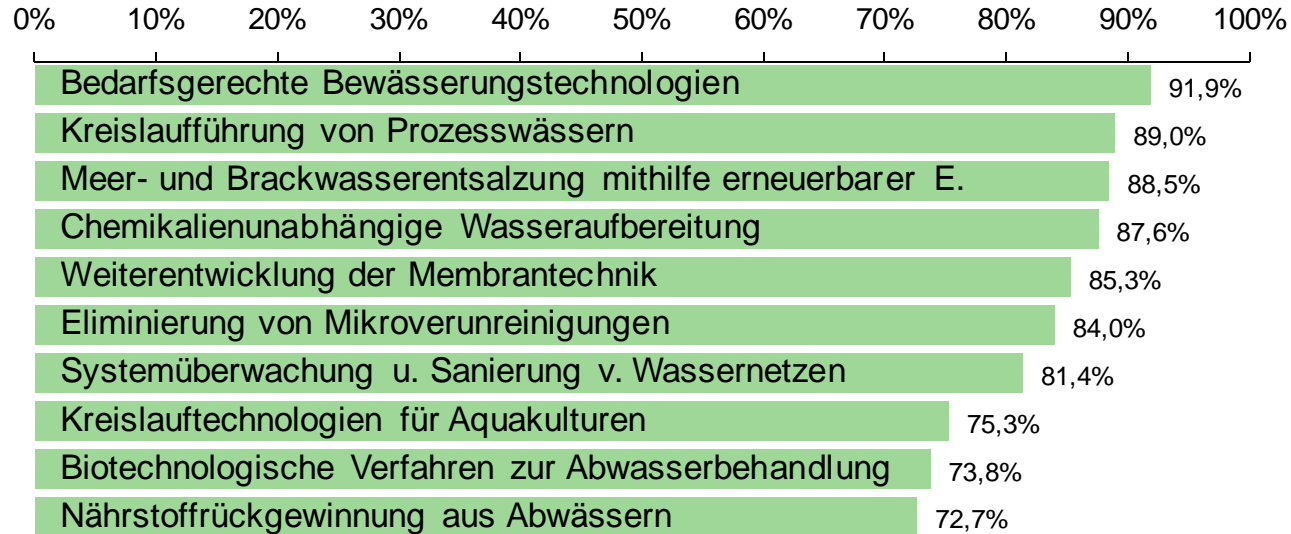 0% 10% 20% 30% 40% 50% 60% 70% 80% 90% 100%
Bedarfsgerechte Bewässerungstechnologien 91,9%
Kreislaufführung von Prozesswässern 89,0%
Meer- und Brackwasserentsalzung mithilfe erneuerbarer E. 88,5%
Chemikalienunabhängige Wasseraufbereitung 87,6%
Weiterentwicklung der Membrantechnik 85,3%
Eliminierung von Mikroverunreinigungen 84,0%
Systemüberwachung u. Sanierung v. Wassernetzen 81,4%
Kreislauftechnologien für Aquakulturen 75,3%
Biotechnologische Verfahren zur Abwasserbehandlung 73,8%
Nährstoffrückgewinnung aus Abwässern 72,7%